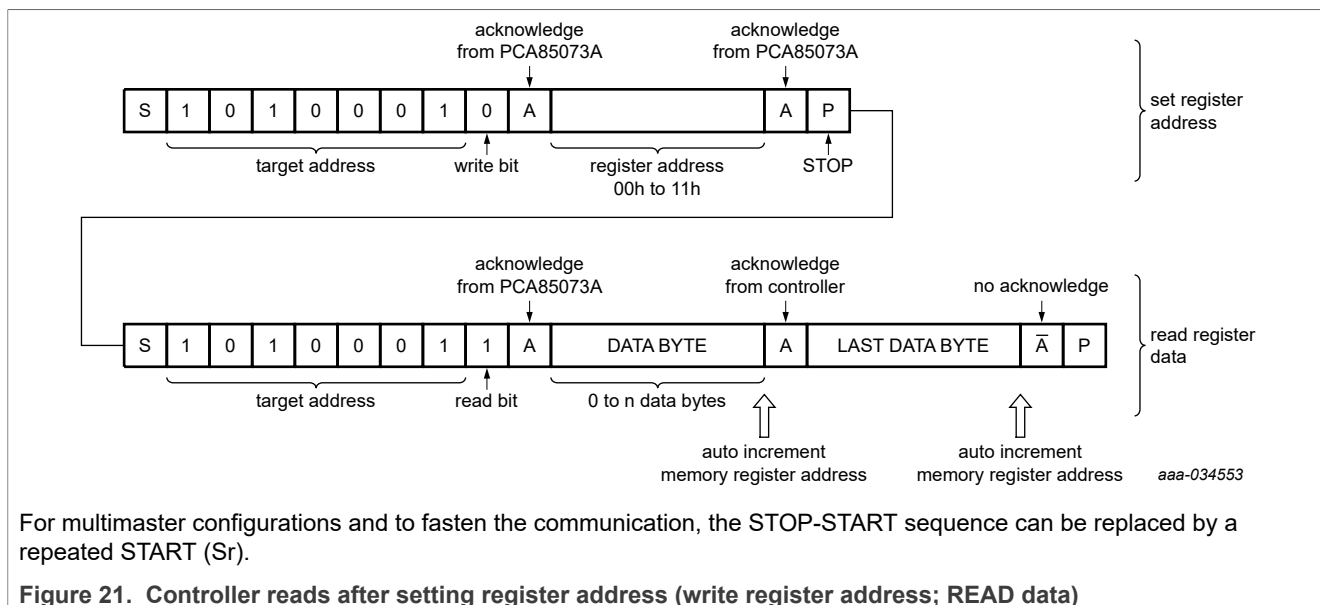 acknowledge
from PCA85073A
acknowledge
from PCA85073A
S 1 0 1 0 0 0 1 0 A A P
set register
address
target address
write bit
register address
00h to 11h
STOP
acknowledge
from PCA85073A
acknowledge
from controller
no acknowledge
S 1 0 1 0 0 0 1 1 A DATA BYTE A LAST DATA BYTE A̅ P
read register
data
target address
read bit
0 to n data bytes
auto increment
memory register address
auto increment
memory register address
aaa-034553
For multimaster configurations and to fasten the communication, the STOP-START sequence can be replaced by a
repeated START (Sr).
Figure 21. Controller reads after setting register address (write register address; READ data)